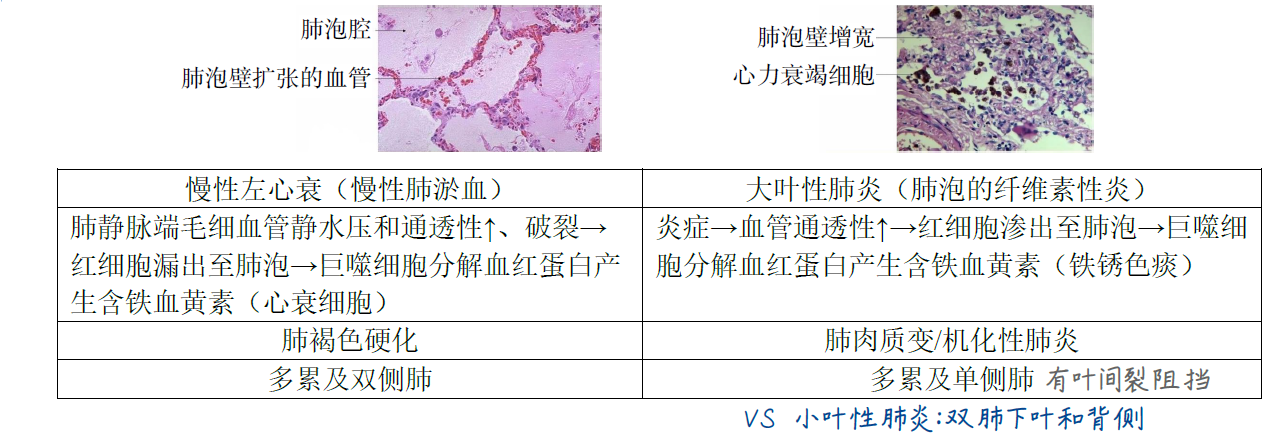 肺泡腔
肺泡壁扩张的血管
肺泡壁增宽
心力衰竭细胞
慢性左心衰（慢性肺淤血）
大叶性肺炎（肺泡的纤维素性炎）
肺静脉端毛细血管静水压和通透性↑、破裂→
红细胞漏出至肺泡→巨噬细胞分解血红蛋白产
生含铁血黄素（心衰细胞）
炎症→血管通透性↑→红细胞渗出至肺泡→巨噬细
胞分解血红蛋白产生含铁血黄素（铁锈色痰）
肺褐色硬化
肺肉质变/机化性肺炎
多累及双侧肺
多累及单侧肺 有叶间裂阻挡
VS 小叶性肺炎:双肺下叶和背侧